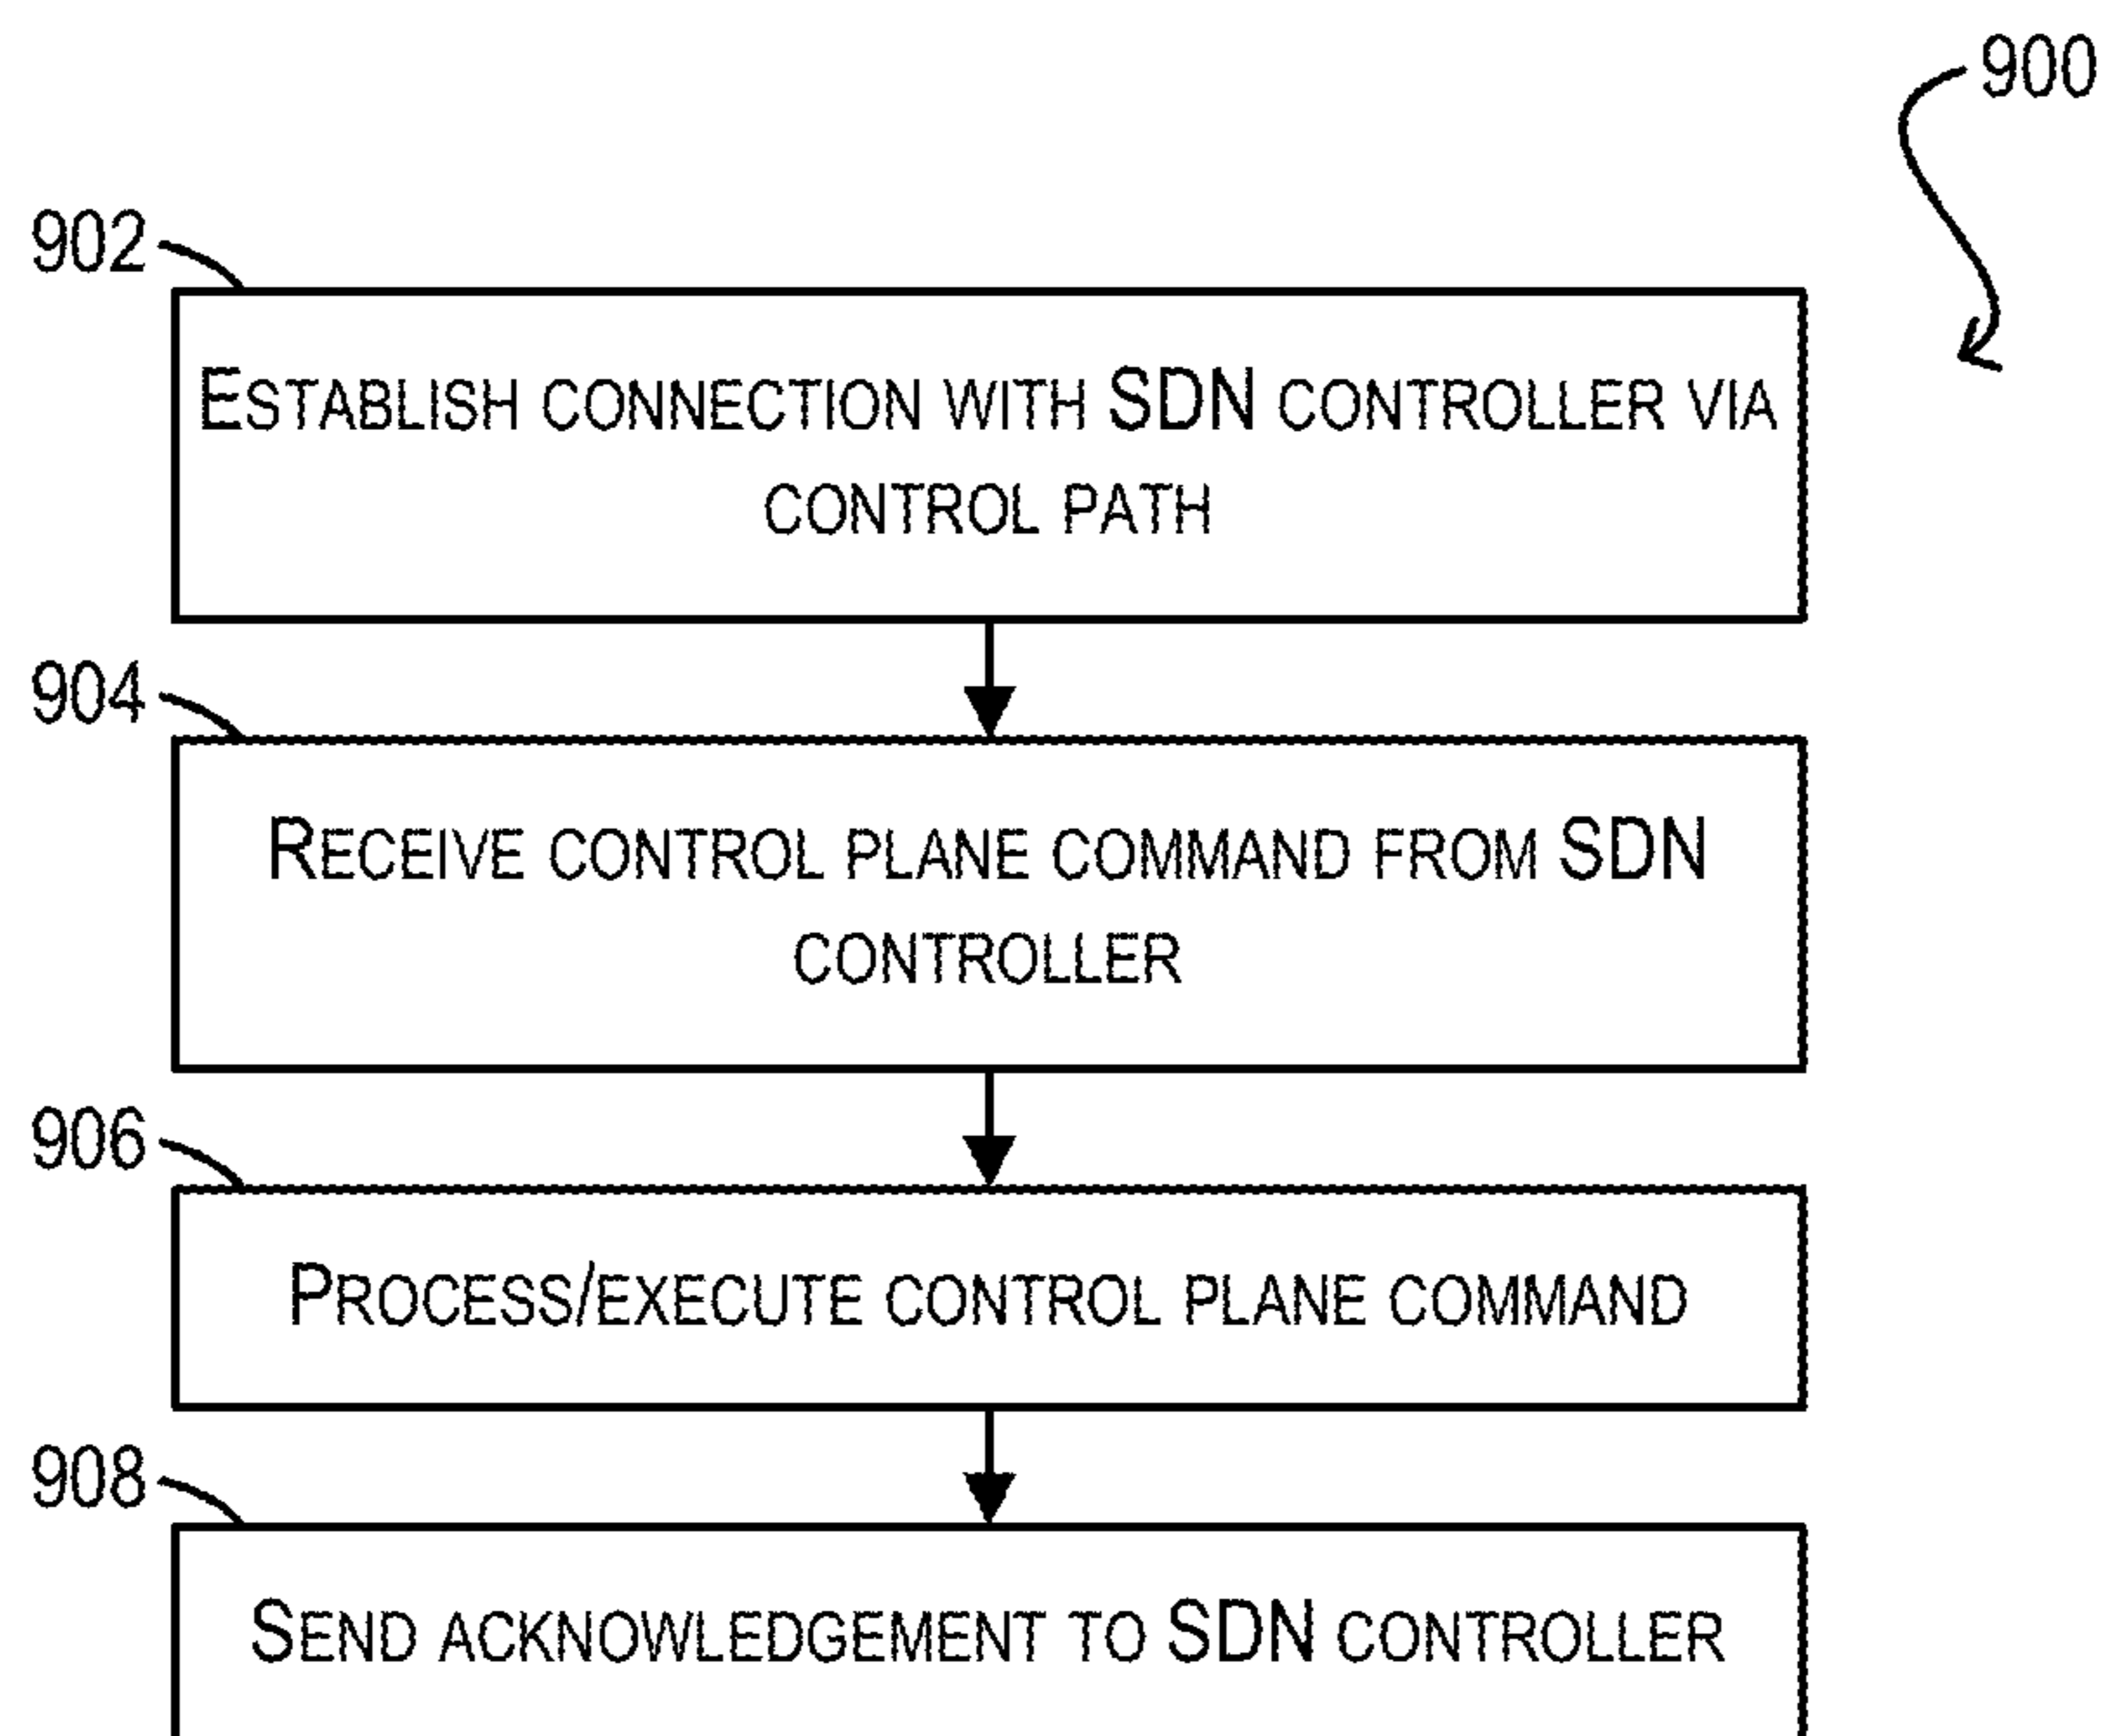 900
902
ESTABLISH CONNECTION WITH SDN CONTROLLER VIA
CONTROL PATH
904
RECEIVE CONTROL PLANE COMMAND FROM SDN
CONTROLLER
906
PROCESS/EXECUTE CONTROL PLANE COMMAND
908
SEND ACKNOWLEDGEMENT TO SDN CONTROLLER